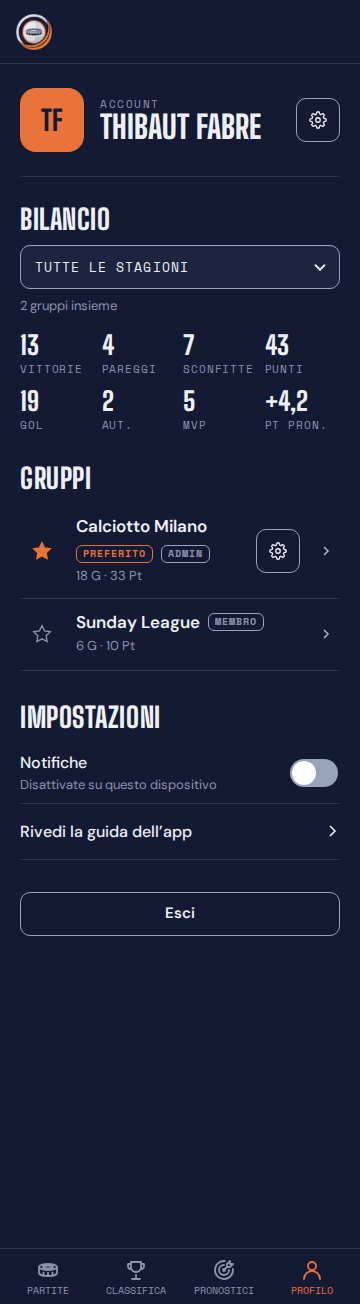 TF
ACCOUNT
THIBAUT FABRE
BILANCIO
TUTTE LE STAGIONI
2 gruppi insieme
13 4 7 43
VITTORIE PAREGGI SCONFITTE PUNTI
19 2 5 +4,2
GOL AUT. MVP PT PRON.
GRUPPI
Calciotto Milano
PREFERITO ADMIN
18 G · 33 Pt
Sunday League MEMBRO
6 G · 10 Pt
IMPOSTAZIONI
Notifiche
Disattivate su questo dispositivo
Rivedi la guida dell’app
Esci
PARTITE CLASSIFICA PRONOSTICI PROFILO